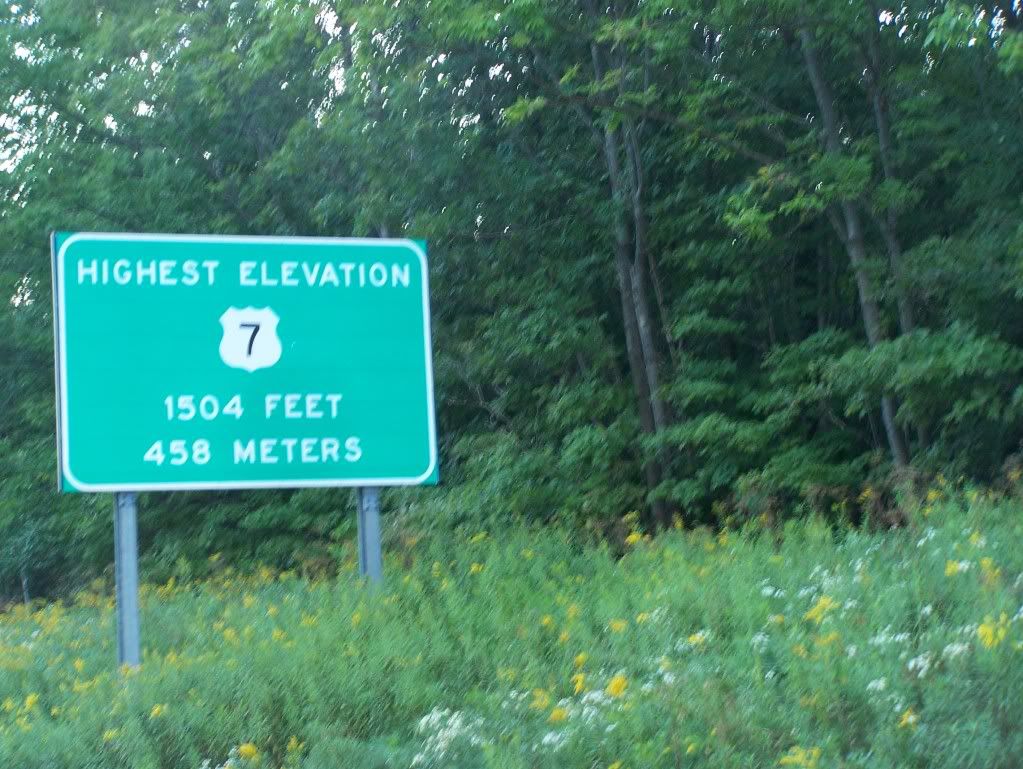 HIGHEST ELEVATION
7
1504 FEET
458 METERS